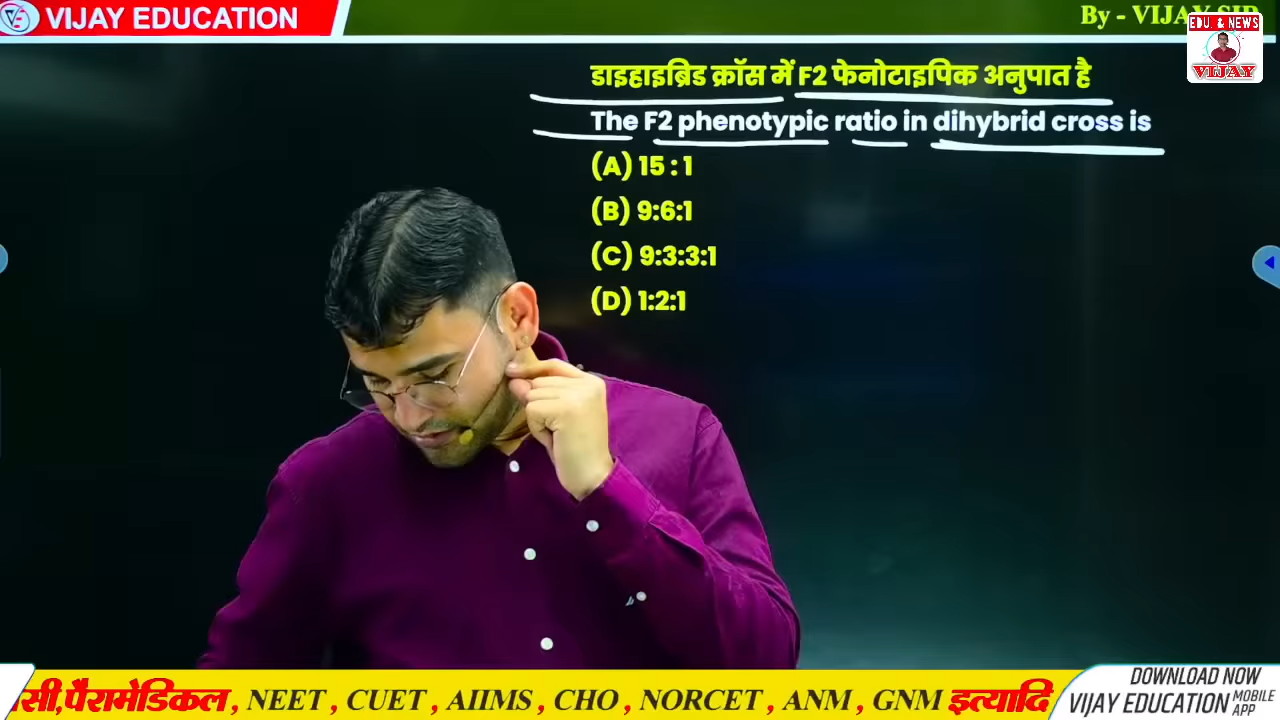 VIJAY EDUCATION
By - VIJAY SIR
EDU. & NEWS
VIJAY
डाइहाइब्रिड क्रॉस में F2 फेनोटाइपिक अनुपात है
The F2 phenotypic ratio in dihybrid cross is
(A) 15 : 1
(B) 9:6:1
(C) 9:3:3:1
(D) 1:2:1
पैरामेडिकल , NEET , CUET , AIIMS , CHO , NORCET , ANM , GNM इत्यादि
DOWNLOAD NOW
VIJAY EDUCATION MOBILE APP